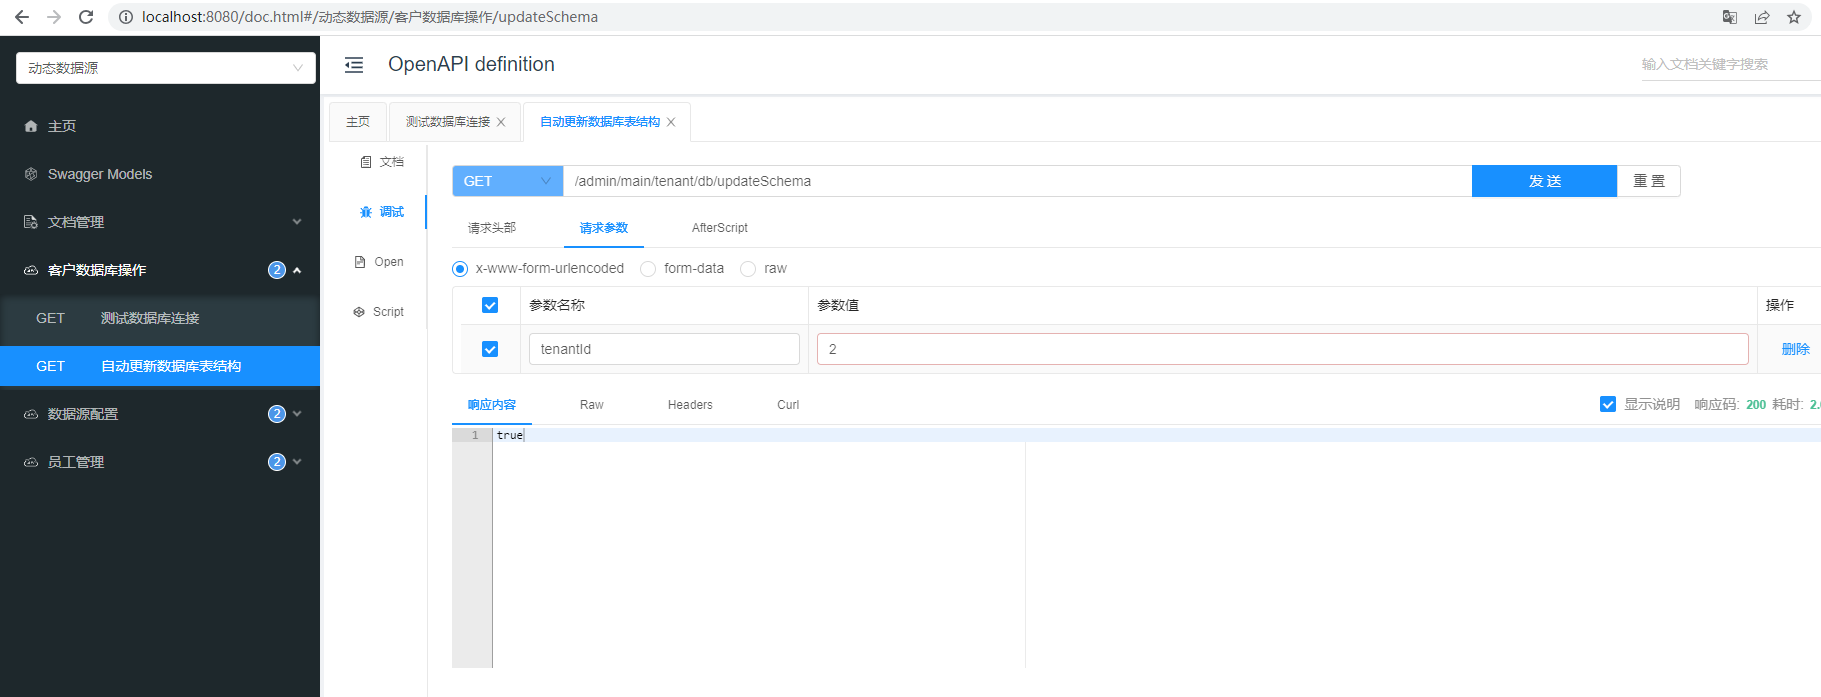 localhost:8080/doc.html#/动态数据源/客户数据库操作/updateSchema
动态数据源
OpenAPI definition
输入文档关键字搜索
主页
Swagger Models
文档管理
客户数据库操作 2
GET 测试数据库连接
GET 自动更新数据库表结构
数据源配置 2
员工管理 2
主页 测试数据库连接 自动更新数据库表结构
文档
调试
Open
Script
GET /admin/main/tenant/db/updateSchema 发送 重置
请求头部 请求参数 AfterScript
x-www-form-urlencoded form-data raw
参数名称 参数值 操作
tenantId 2 删除
响应内容 Raw Headers Curl 显示说明 响应码: 200 耗时: 2.
1 true